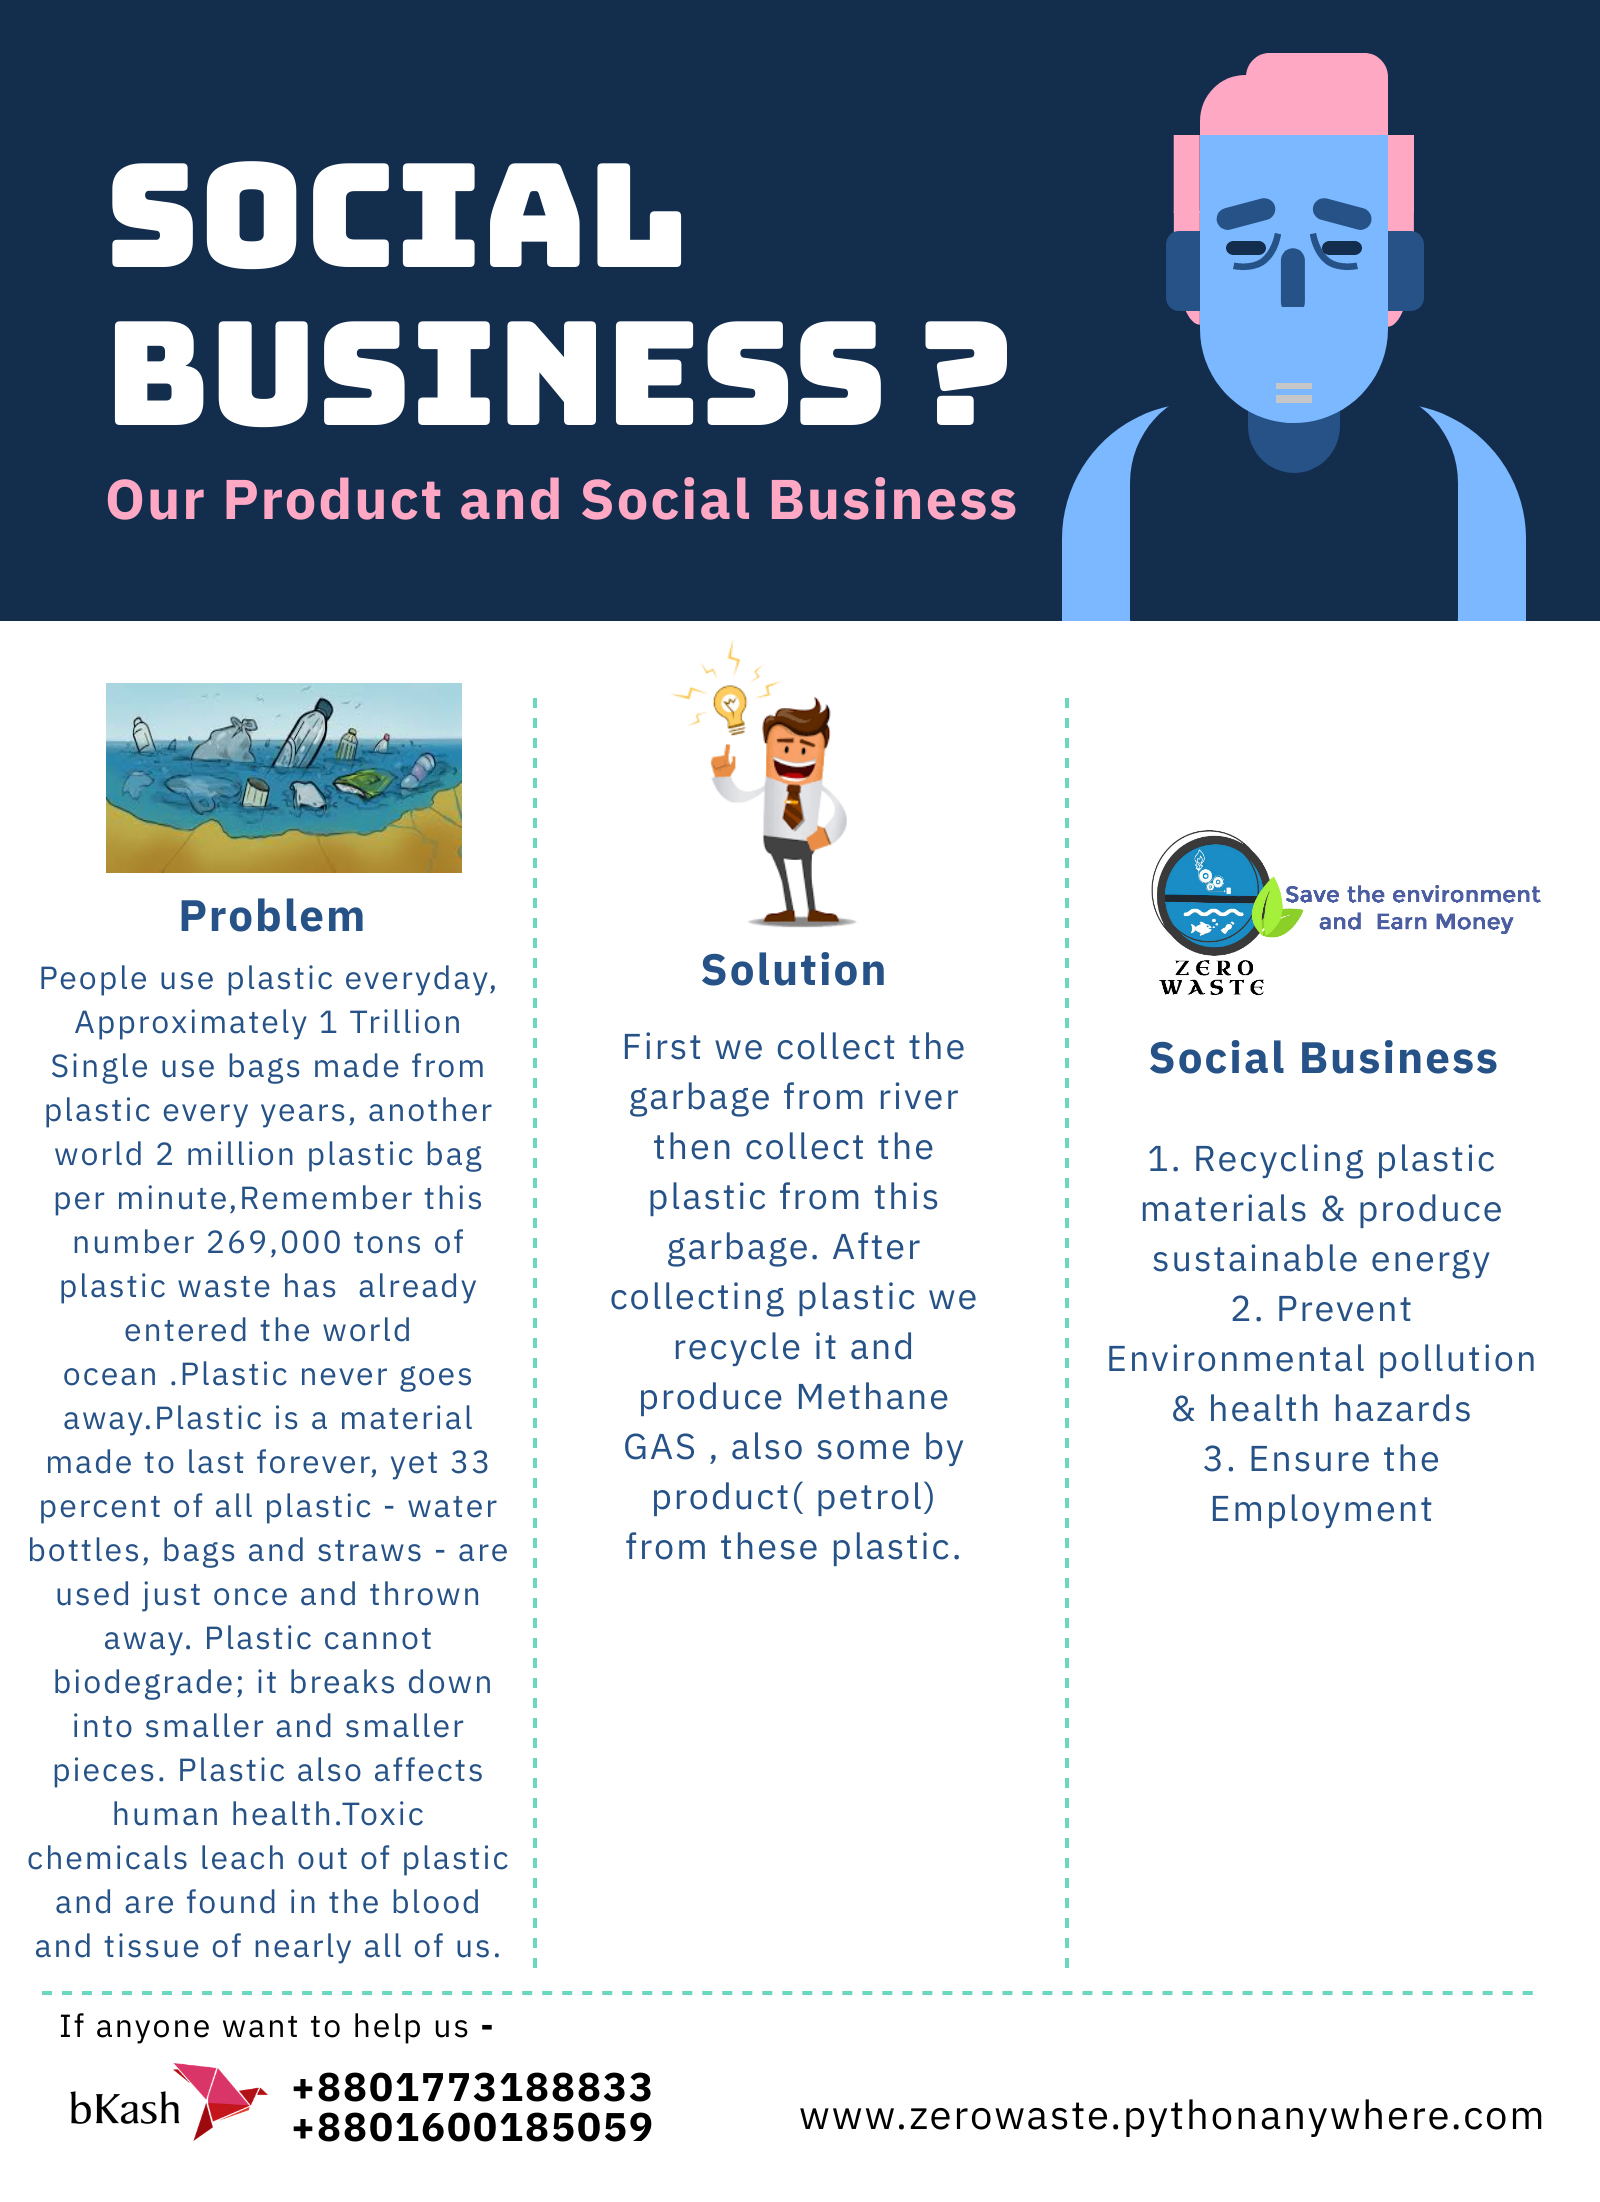 SOCIAL
BUSINESS ?
Our Product and Social Business
Problem
People use plastic everyday,
Approximately 1 Trillion
Single use bags made from
plastic every years, another
world 2 million plastic bag
per minute,Remember this
number 269,000 tons of
plastic waste has  already
entered the world
ocean .Plastic never goes
away.Plastic is a material
made to last forever, yet 33
percent of all plastic - water
bottles, bags and straws - are
used just once and thrown
away. Plastic cannot
biodegrade; it breaks down
into smaller and smaller
pieces. Plastic also affects
human health.Toxic
chemicals leach out of plastic
and are found in the blood
and tissue of nearly all of us.
Solution
First we collect the
garbage from river
then collect the
plastic from this
garbage. After
collecting plastic we
recycle it and
produce Methane
GAS , also some by
product( petrol)
from these plastic.
Save the environment
and  Earn Money
ZERO
WASTE
Social Business
1. Recycling plastic
materials & produce
sustainable energy
2. Prevent
Environmental pollution
& health hazards
3. Ensure the
Employment
If anyone want to help us -
bKash
+8801773188833
+8801600185059
www.zerowaste.pythonanywhere.com